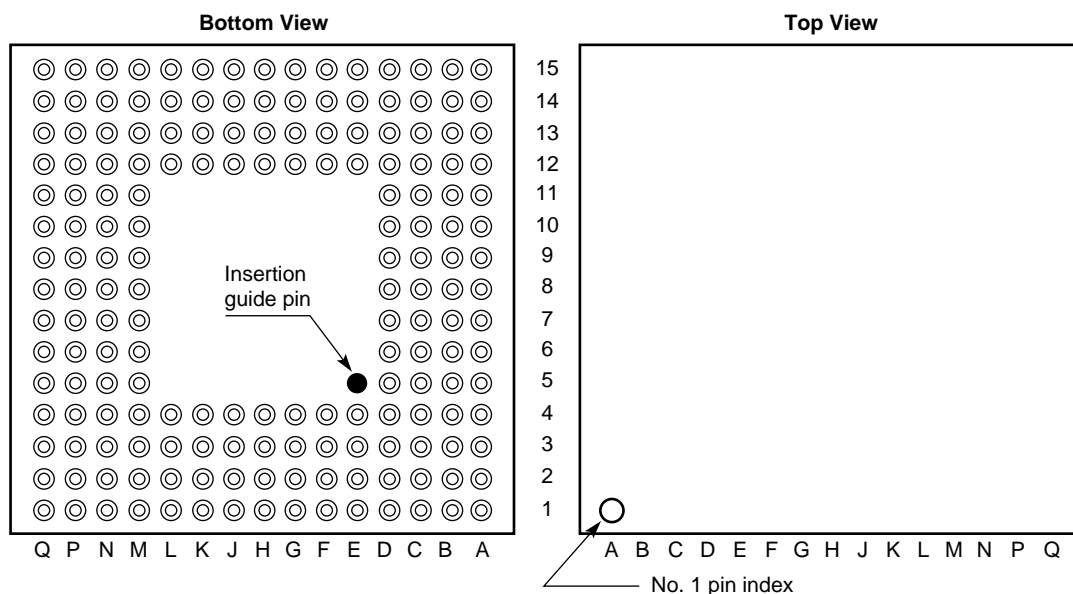 Bottom View
Top View
15
14
13
12
11
10
9
8
7
6
5
4
3
2
1
Insertion
guide pin
Q P N M L K J H G F E D C B A
A B C D E F G H J K L M N P Q
No. 1 pin index